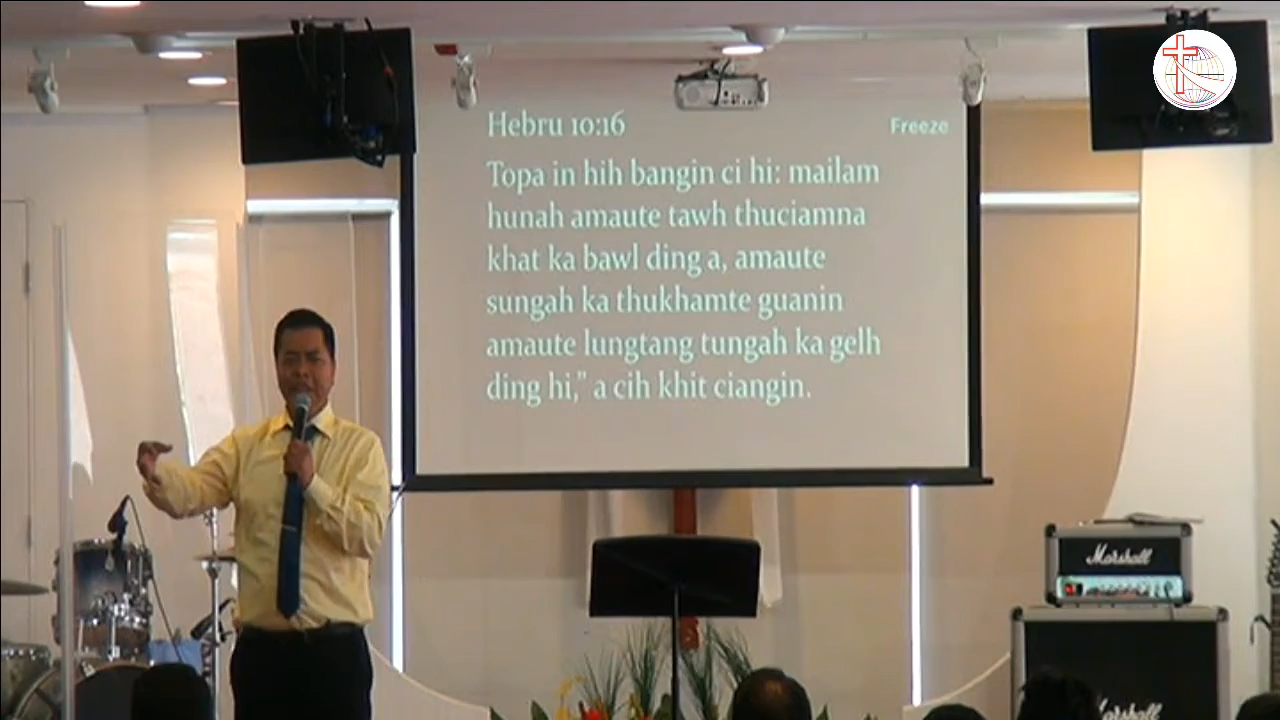 Hebru 10:16
Freeze
Topa in hih bangin ci hi: mailam
hunah amaute tawh thuciamna
khat ka bawl ding a, amaute
sungah ka thukhamte guanin
amaute lungtang tungah ka gelh
ding hi," a cih khit ciangin.
Marshall
Marshall